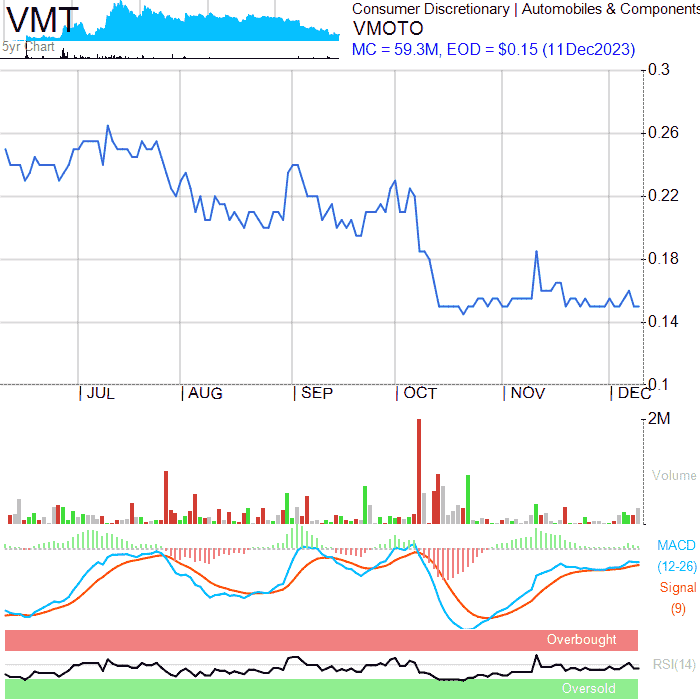 VMT
5yr Chart
Consumer Discretionary | Automobiles & Components
VMOTO
MC = 59.3M, EOD = $0.15 (11Dec2023)
0.3
0.26
0.22
0.18
0.14
0.1
JUL AUG SEP OCT NOV DEC
2M
Volume
MACD
(12-26)
Signal
(9)
Overbought
RSI(14)
Oversold